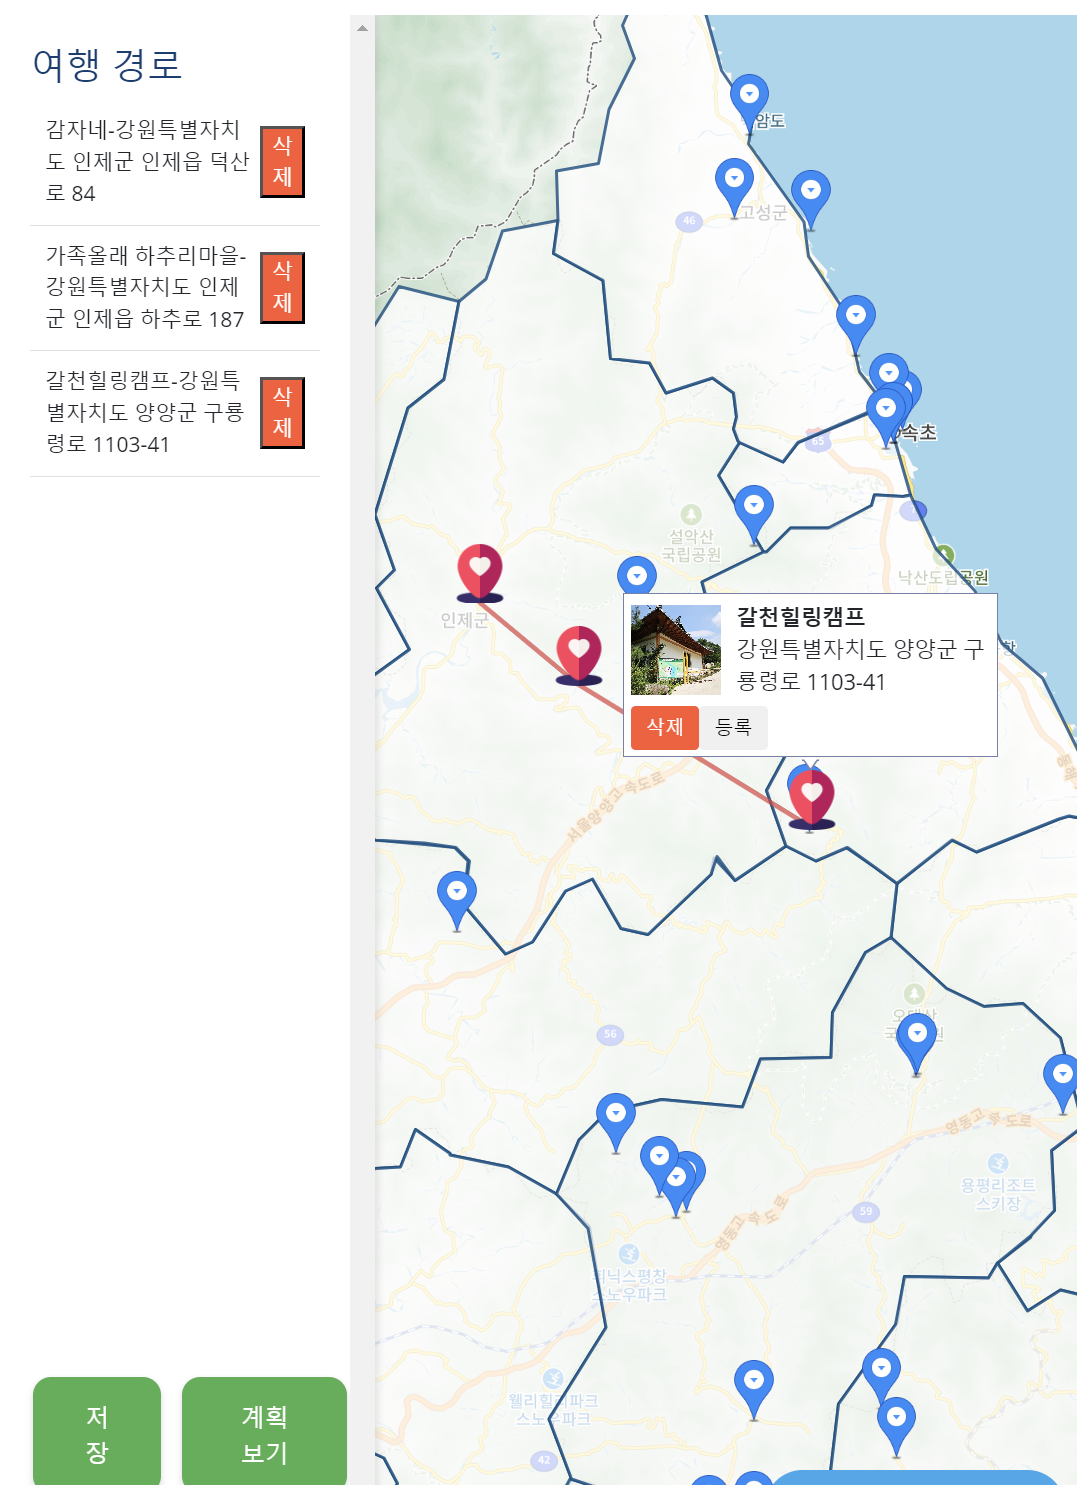 여행 경로
감자네-강원특별자치
도 인제군 인제읍 덕산
로 84
삭
제
가족올래 하추리마을-
강원특별자치도 인제
군 인제읍 하추로 187
삭
제
갈천힐링캠프-강원특
별자치도 양양군 구룡
령로 1103-41
삭
제
저
장
계획
보기
암도
고성군
46
속초
65
설악산
국립공원
낙산도립공원
인제군
갈천힐링캠프
강원특별자치도 양양군 구
룡령로 1103-41
삭제
등록
항
동해
서울양양고속도로
56
오대산
영동고속도로
용평리조트
스키장
59
영동고속도로
휘닉스평창
스노우파크
웰리힐리파크
스노우파크
42